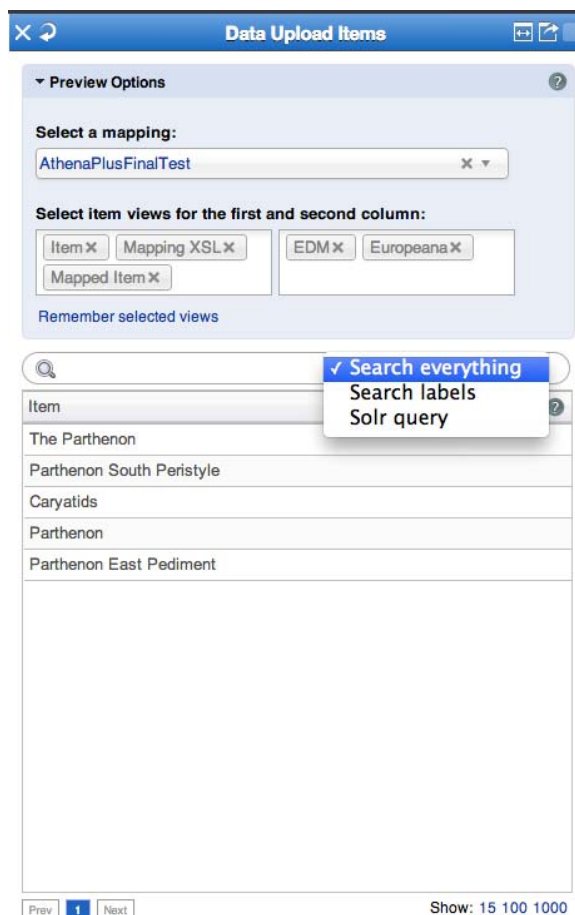 Data Upload Items
Preview Options
Select a mapping:
AthenaPlusFinalTest
Select item views for the first and second column:
Item Mapping XSL EDM Europeana
Mapped Item
Remember selected views
Search everything
Search labels
Solr query
Item
The Parthenon
Parthenon South Peristyle
Caryatids
Parthenon
Parthenon East Pediment
Prev 1 Next Show: 15 100 1000